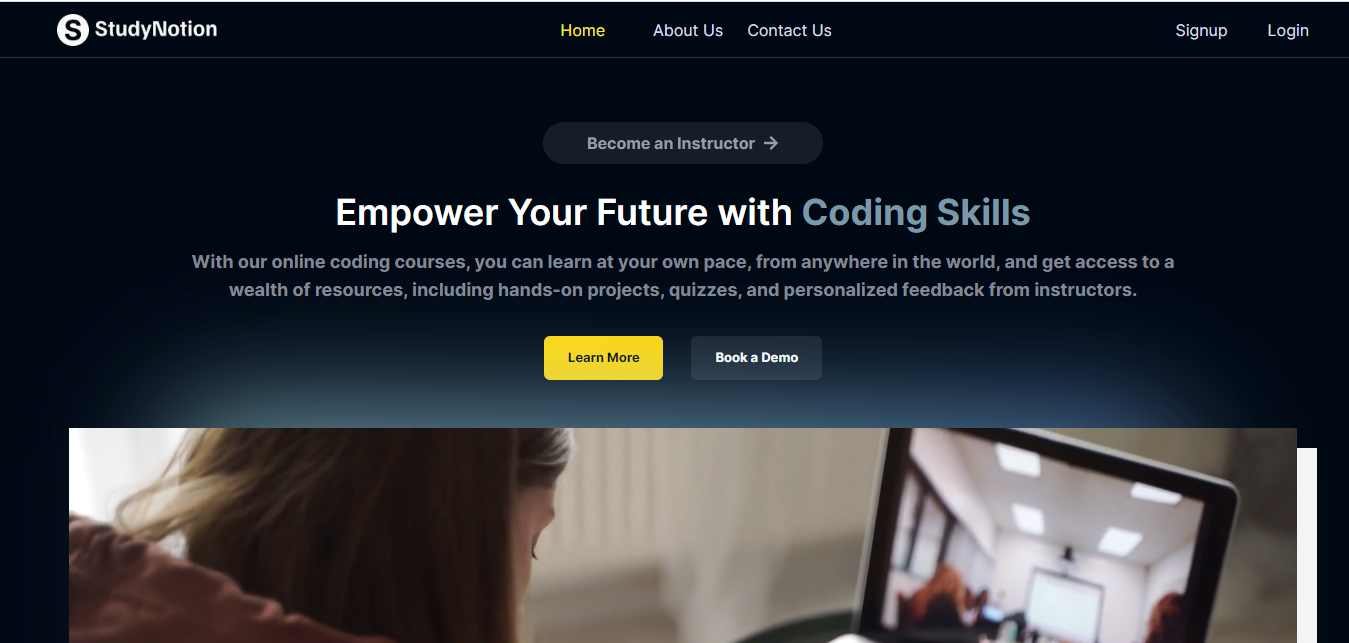 StudyNotion
Home About Us Contact Us
Signup Login
Become an Instructor →
Empower Your Future with Coding Skills
With our online coding courses, you can learn at your own pace, from anywhere in the world, and get access to a
wealth of resources, including hands-on projects, quizzes, and personalized feedback from instructors.
Learn More
Book a Demo